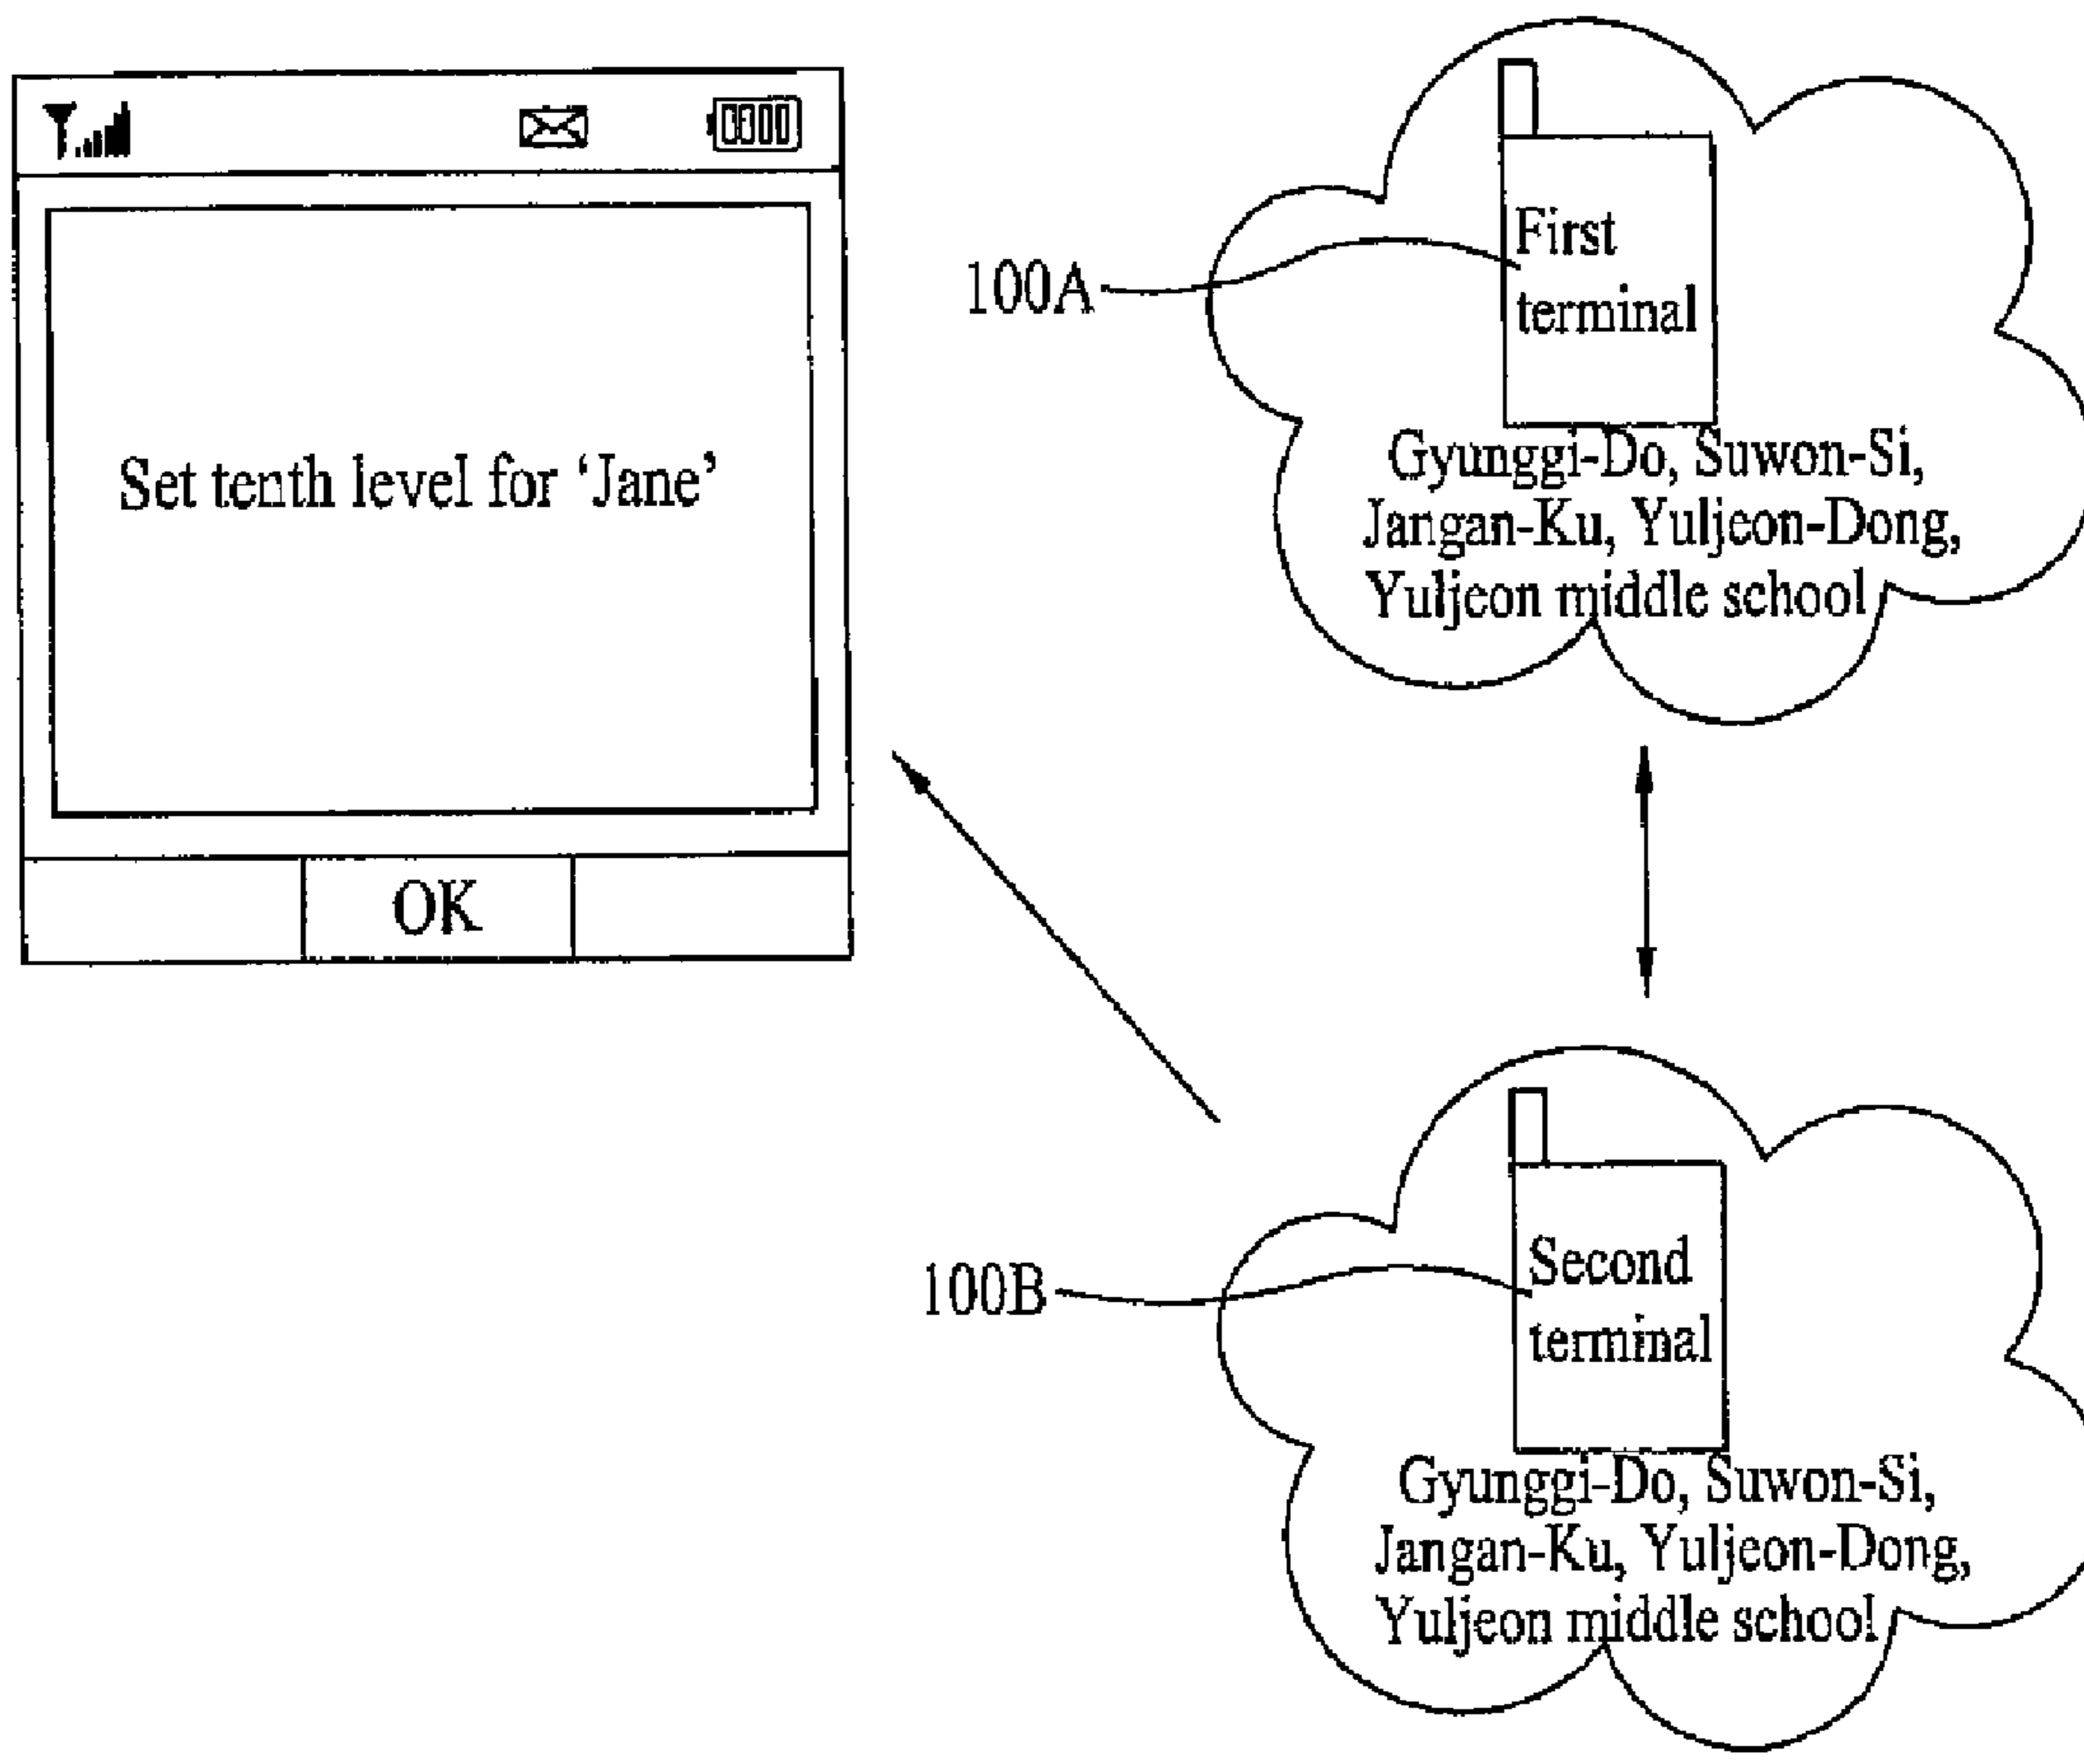 Set tenth level for ‘Jane’
OK
100A
First
terminal
Gyunggi-Do, Suwon-Si,
Jangan-Ku, Yuljeon-Dong,
Yuljeon middle school
100B
Second
terminal
Gyunggi-Do, Suwon-Si,
Jangan-Ku, Yuljeon-Dong,
Yuljeon middle school